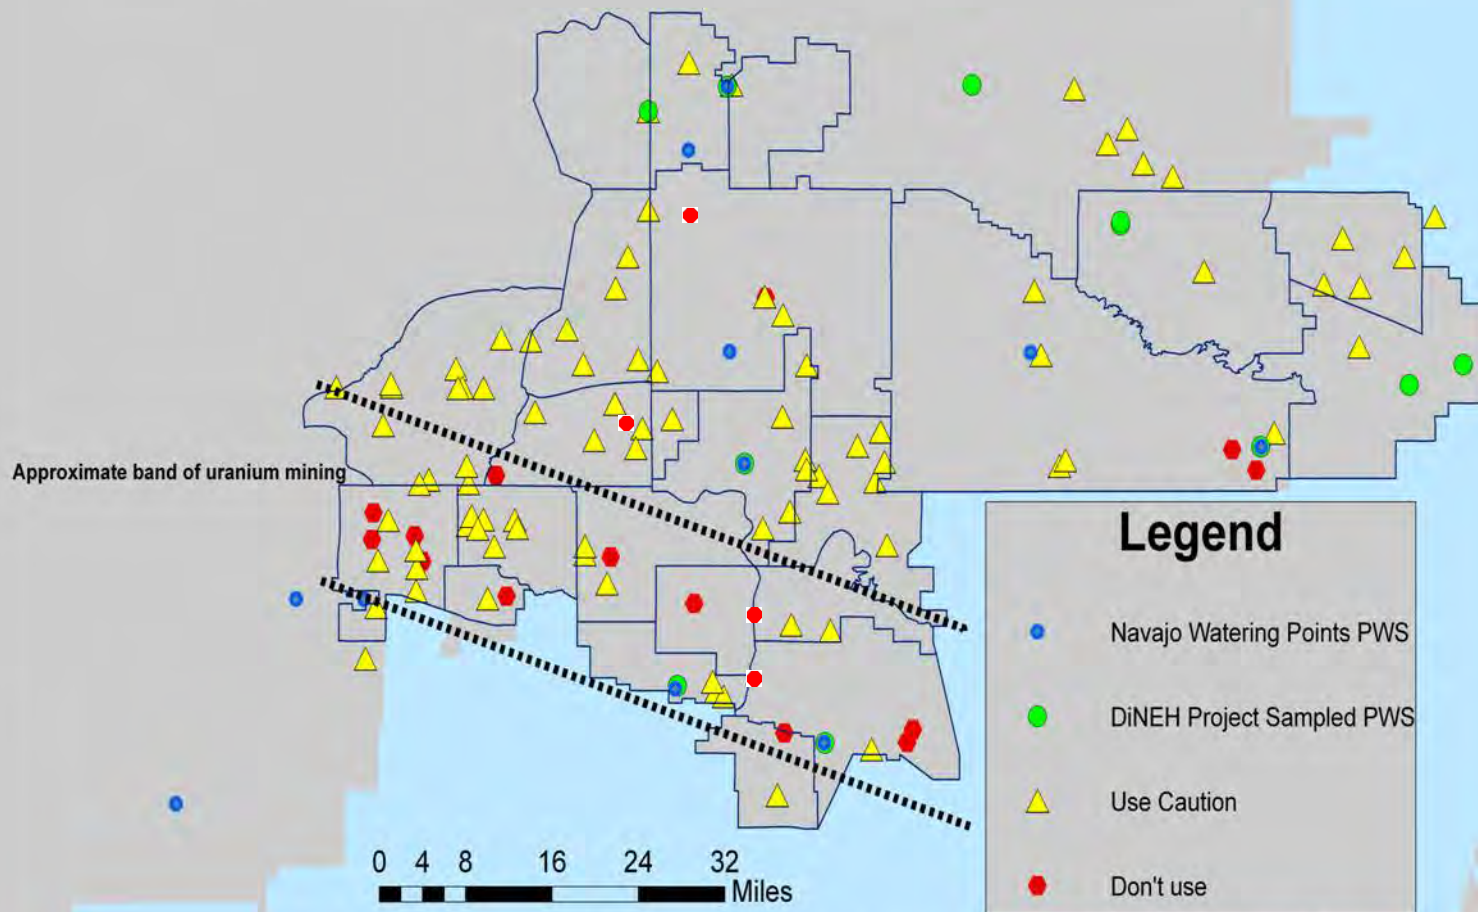 Approximate band of uranium mining
Legend
Navajo Watering Points PWS
DiNEH Project Sampled PWS
Use Caution
Don't use
0 4 8 16 24 32
Miles